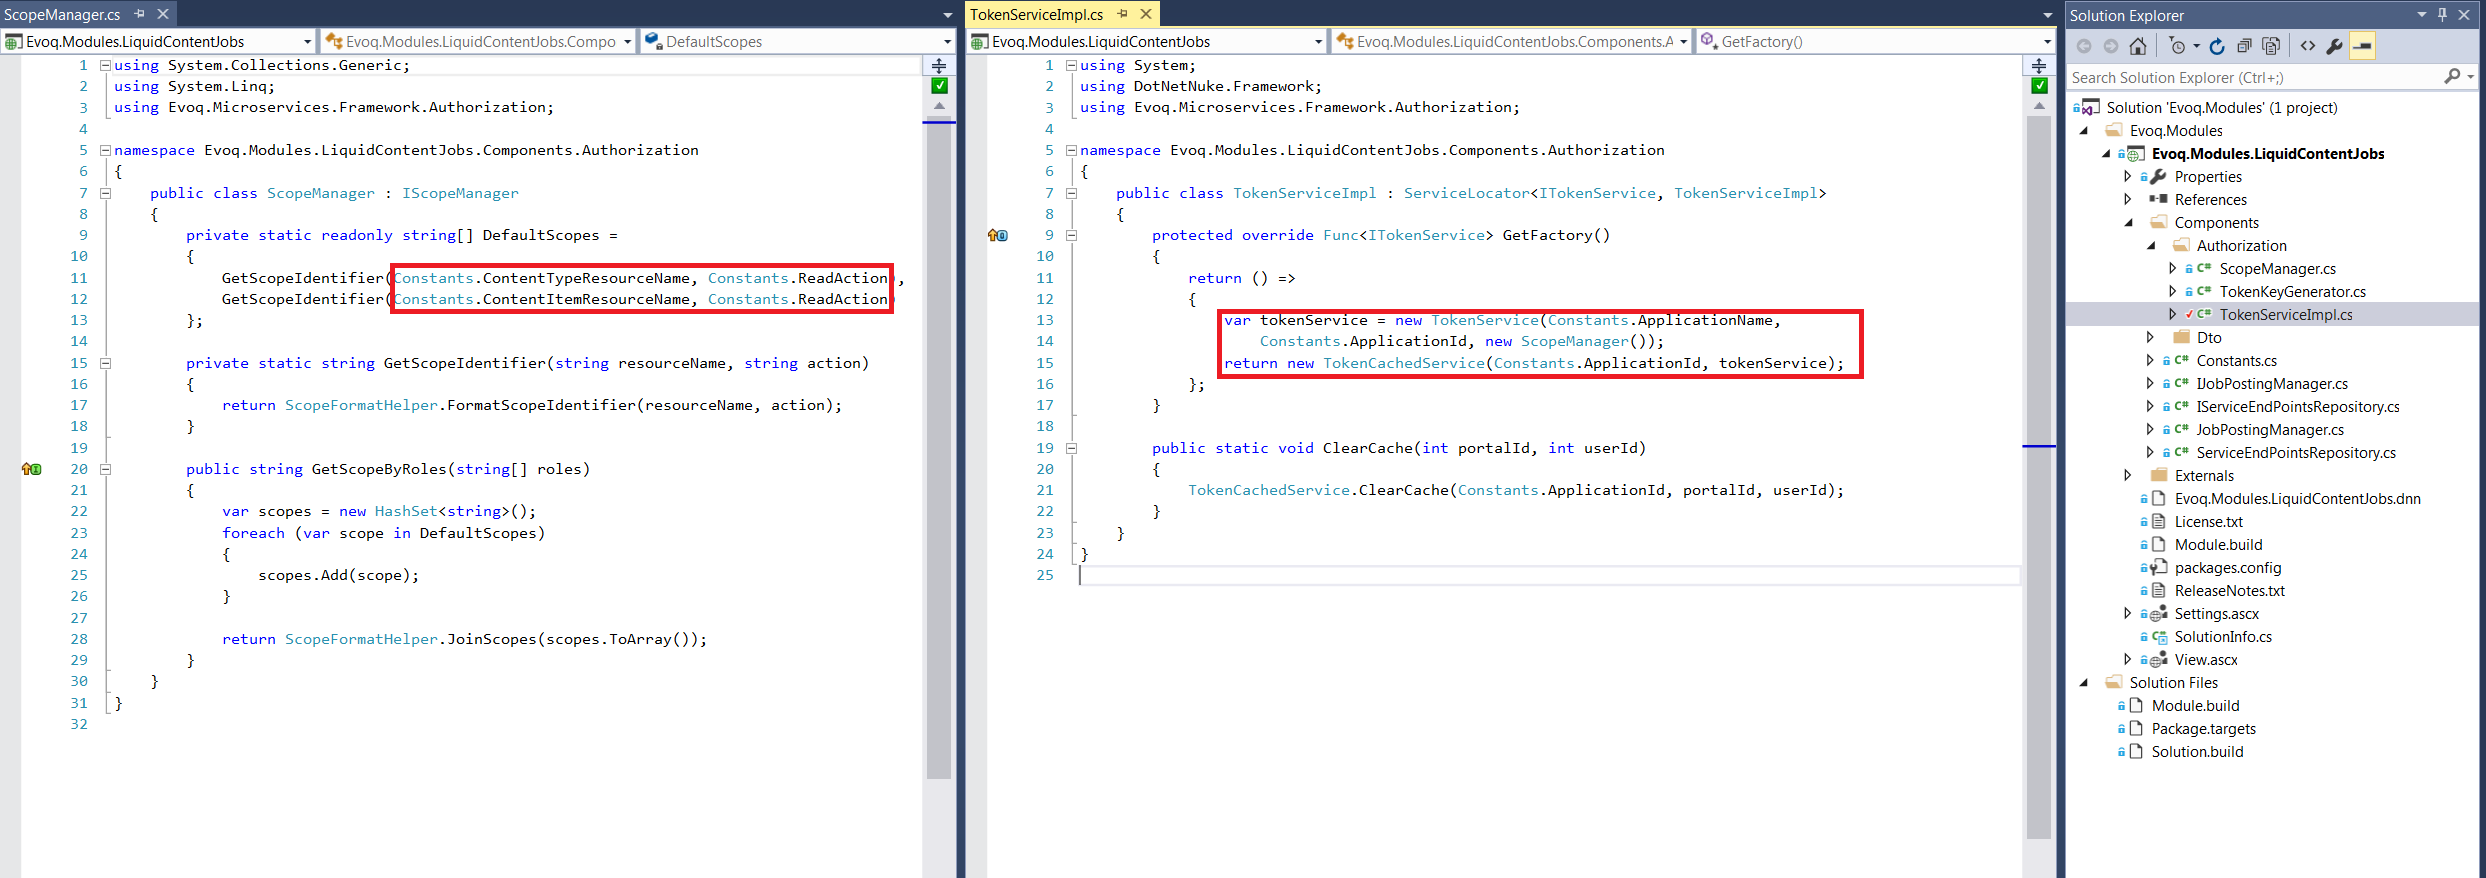 ScopeManager.cs
Evoq.Modules.LiquidContentJobs
Evoq.Modules.LiquidContentJobs.Compo
DefaultScopes
1 using System.Collections.Generic;
2 using System.Linq;
3 using Evoq.Microservices.Framework.Authorization;
4
5 namespace Evoq.Modules.LiquidContentJobs.Components.Authorization
6 {
7 public class ScopeManager : IScopeManager
8 {
9 private static readonly string[] DefaultScopes =
10 {
11 GetScopeIdentifier(Constants.ContentTypeResourceName, Constants.ReadAction),
12 GetScopeIdentifier(Constants.ContentItemResourceName, Constants.ReadAction)
13 };
14
15 private static string GetScopeIdentifier(string resourceName, string action)
16 {
17 return ScopeFormatHelper.FormatScopeIdentifier(resourceName, action);
18 }
19
20 public string GetScopeByRoles(string[] roles)
21 {
22 var scopes = new HashSet<string>();
23 foreach (var scope in DefaultScopes)
24 {
25 scopes.Add(scope);
26 }
27
28 return ScopeFormatHelper.JoinScopes(scopes.ToArray());
29 }
30 }
31 }
32
TokenServiceImpl.cs
Evoq.Modules.LiquidContentJobs
Evoq.Modules.LiquidContentJobs.Components.A
GetFactory()
1 using System;
2 using DotNetNuke.Framework;
3 using Evoq.Microservices.Framework.Authorization;
4
5 namespace Evoq.Modules.LiquidContentJobs.Components.Authorization
6 {
7 public class TokenServiceImpl : ServiceLocator<ITokenService, TokenServiceImpl>
8 {
9 protected override Func<ITokenService> GetFactory()
10 {
11 return () =>
12 {
13 var tokenService = new TokenService(Constants.ApplicationName,
14 Constants.ApplicationId, new ScopeManager());
15 return new TokenCachedService(Constants.ApplicationId, tokenService);
16 };
17 }
18
19 public static void ClearCache(int portalId, int userId)
20 {
21 TokenCachedService.ClearCache(Constants.ApplicationId, portalId, userId);
22 }
23 }
24 }
25
Solution Explorer
Search Solution Explorer (Ctrl+;)
Solution 'Evoq.Modules' (1 project)
Evoq.Modules
Evoq.Modules.LiquidContentJobs
Properties
References
Components
Authorization
C# ScopeManager.cs
C# TokenKeyGenerator.cs
C# TokenServiceImpl.cs
Dto
C# Constants.cs
C# IJobPostingManager.cs
C# IServiceEndPointsRepository.cs
C# JobPostingManager.cs
C# ServiceEndPointsRepository.cs
Externals
Evoq.Modules.LiquidContentJobs.dnn
License.txt
Module.build
packages.config
ReleaseNotes.txt
Settings.ascx
C# SolutionInfo.cs
View.ascx
Solution Files
Module.build
Package.targets
Solution.build